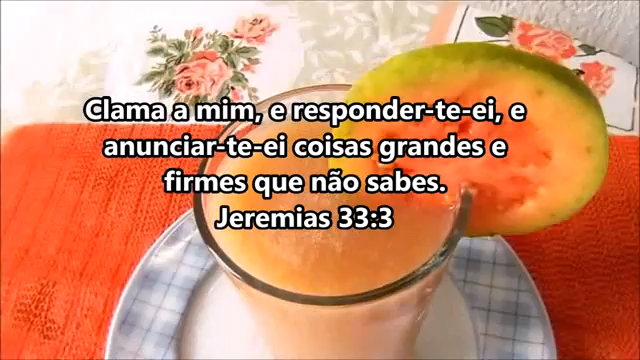 Clama a mim, e responder-te-ei, e
anunciar-te-ei coisas grandes e
firmes que não sabes.
Jeremias 33:3